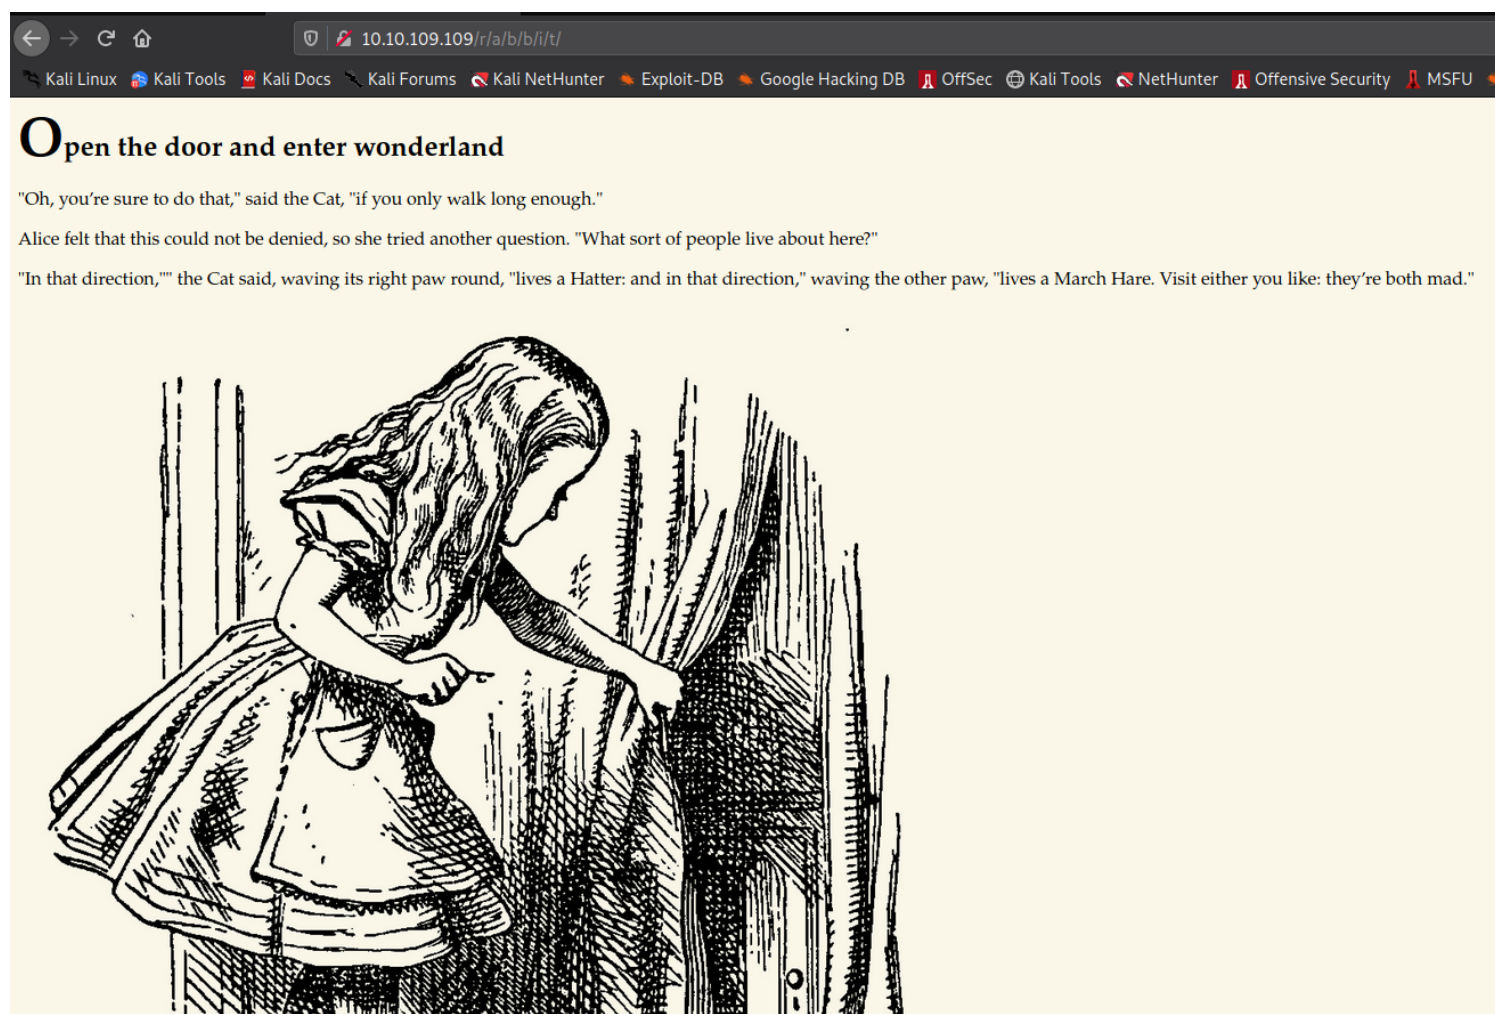 10.10.109.109/r/a/b/b/i/t/
Kali Linux Kali Tools Kali Docs Kali Forums Kali NetHunter Exploit-DB Google Hacking DB OffSec Kali Tools NetHunter Offensive Security MSFU
Open the door and enter wonderland
"Oh, you’re sure to do that," said the Cat, "if you only walk long enough."
Alice felt that this could not be denied, so she tried another question. "What sort of people live about here?"
"In that direction,"" the Cat said, waving its right paw round, "lives a Hatter: and in that direction," waving the other paw, "lives a March Hare. Visit either you like: they’re both mad."